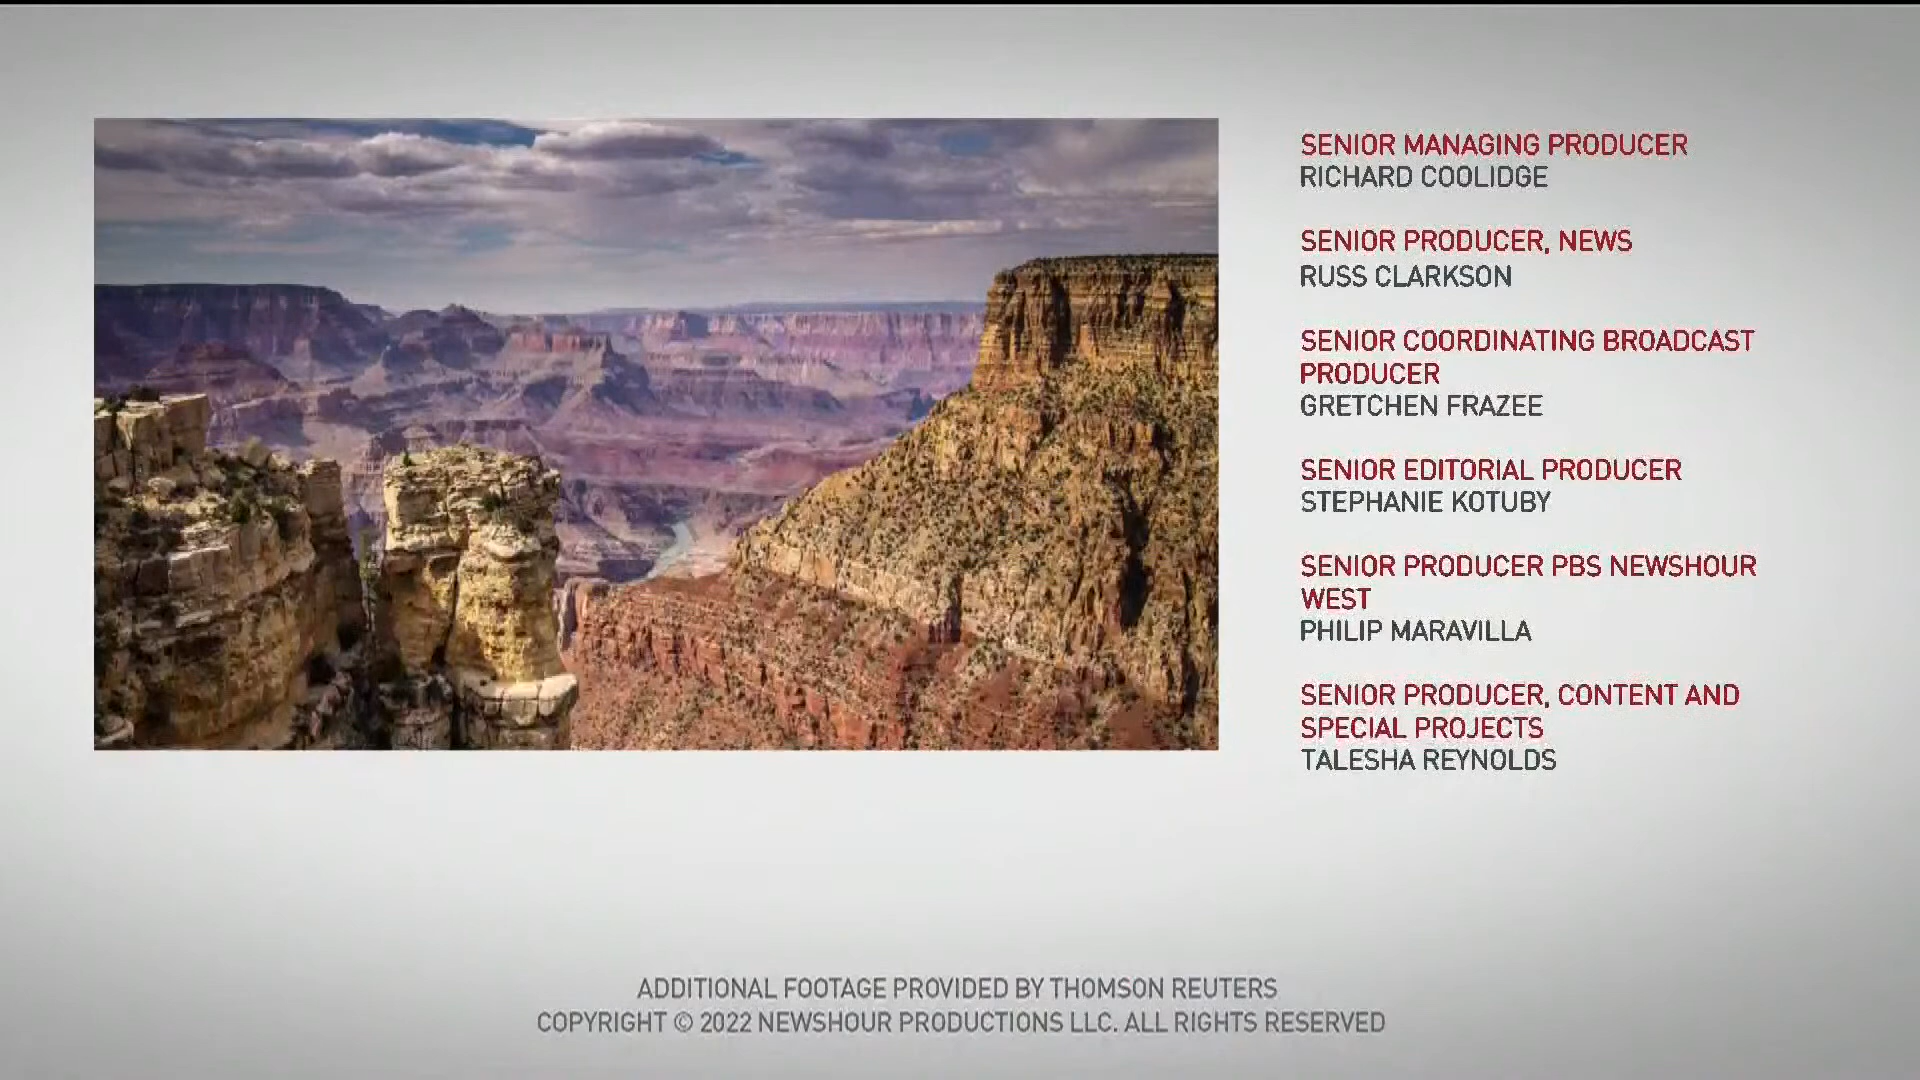 SENIOR MANAGING PRODUCER
RICHARD COOLIDGE
SENIOR PRODUCER, NEWS
RUSS CLARKSON
SENIOR COORDINATING BROADCAST
PRODUCER
GRETCHEN FRAZEE
SENIOR EDITORIAL PRODUCER
STEPHANIE KOTUBY
SENIOR PRODUCER PBS NEWSHOUR
WEST
PHILIP MARAVILLA
SENIOR PRODUCER, CONTENT AND
SPECIAL PROJECTS
TALESHA REYNOLDS
ADDITIONAL FOOTAGE PROVIDED BY THOMSON REUTERS
COPYRIGHT © 2022 NEWSHOUR PRODUCTIONS LLC. ALL RIGHTS RESERVED